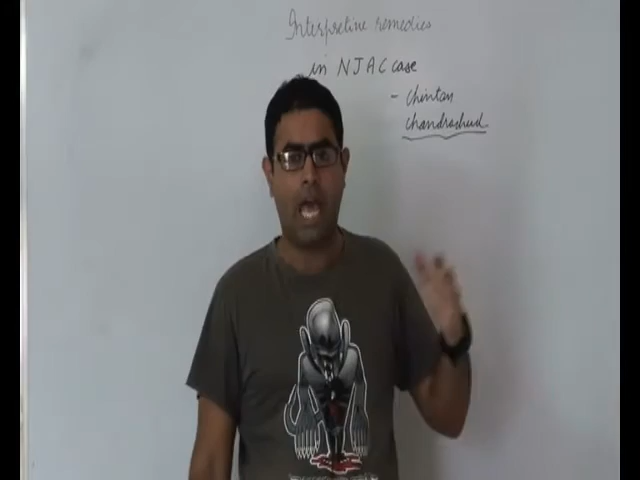 Interpretive remedies
in NJAC case
- Chintan
Chandrachud